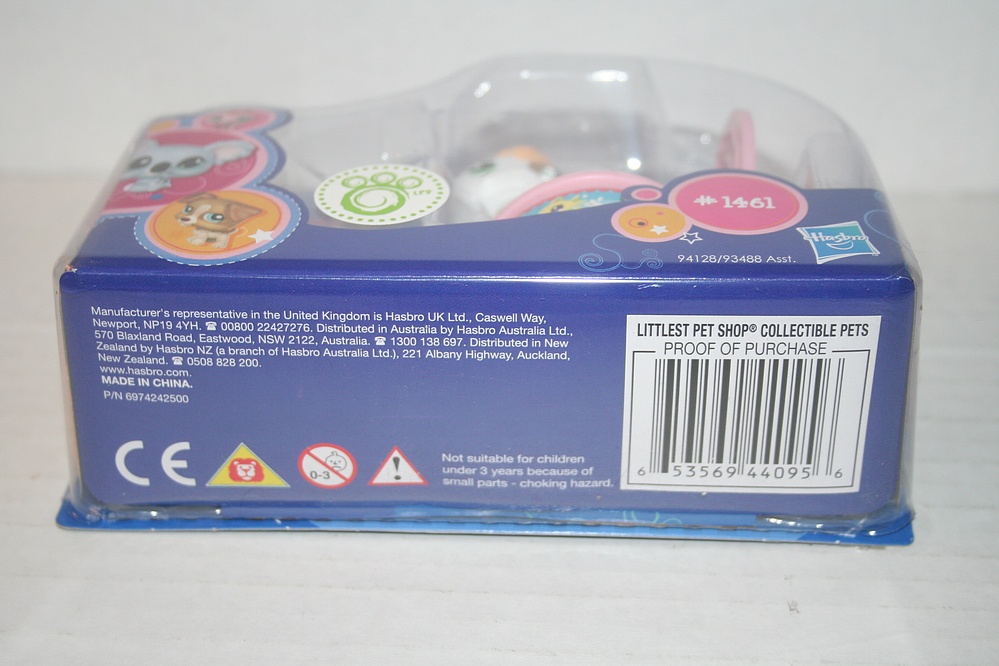 LPS
#1461
Hasbro
94128/93488 Asst.
Manufacturer's representative in the United Kingdom is Hasbro UK Ltd., Caswell Way,
Newport, NP19 4YH. ☎ 00800 22427276. Distributed in Australia by Hasbro Australia Ltd.,
570 Blaxland Road, Eastwood, NSW 2122, Australia. ☎ 1300 138 697. Distributed in New
Zealand by Hasbro NZ (a branch of Hasbro Australia Ltd.), 221 Albany Highway, Auckland,
New Zealand. ☎ 0508 828 200.
www.hasbro.com.
MADE IN CHINA.
P/N 6974242500
CE
0-3
!
Not suitable for children
under 3 years because of
small parts - choking hazard.
LITTLEST PET SHOP® COLLECTIBLE PETS
PROOF OF PURCHASE
6 53569 44095 6